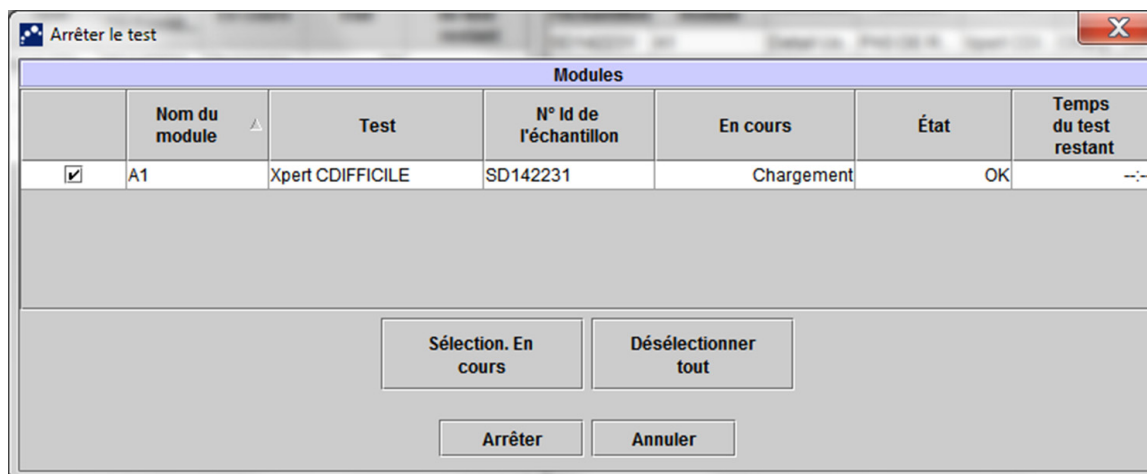 Arrêter le test
Modules
Nom du module Test N° Id de l'échantillon En cours État Temps du test restant
A1 Xpert CDIFFICILE SD142231 Chargement OK --:--
Sélection. En cours Désélectionner tout
Arrêter Annuler